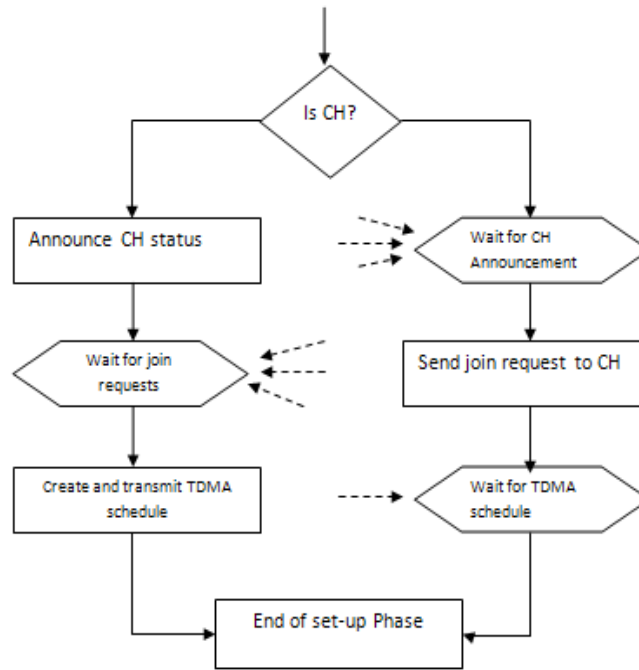 Is CH?
Announce CH status
Wait for CH
Announcement
Wait for join
requests
Send join request to CH
Create and transmit TDMA
schedule
Wait for TDMA
schedule
End of set-up Phase